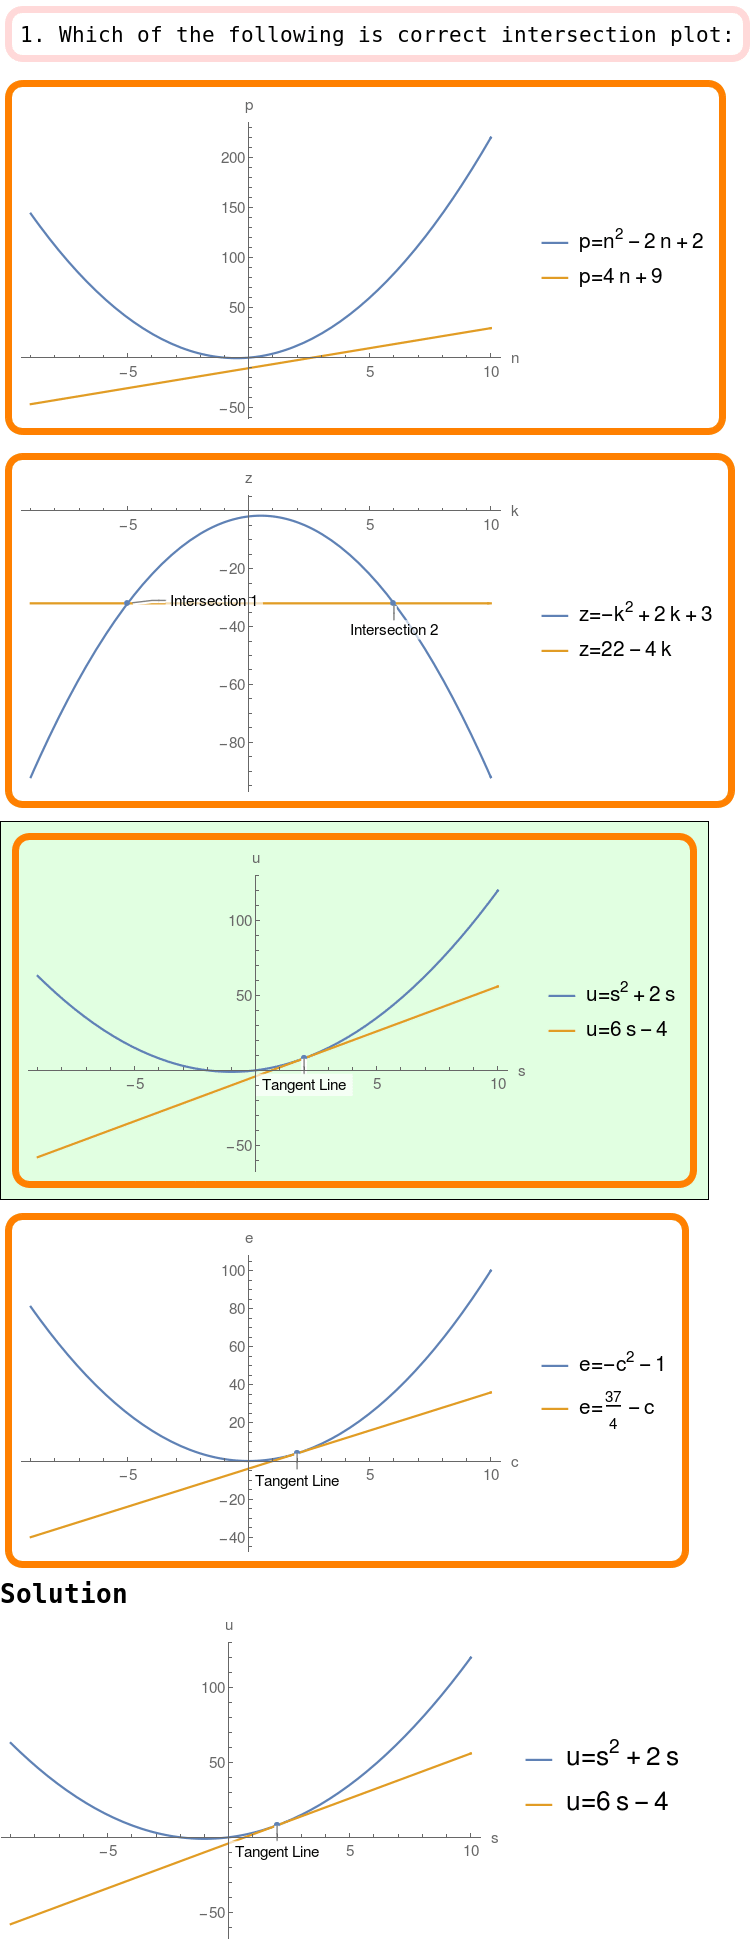 1. Which of the following is correct intersection plot:
p
200
150
100
50
−50
−5
5
10
n
p=n² − 2 n + 2
p=4 n + 9
z
−5
5
10
k
−20
−40
−60
−80
Intersection 1
Intersection 2
z=−k² + 2 k + 3
z=22 − 4 k
u
100
50
−50
−5
5
10
s
Tangent Line
u=s² + 2 s
u=6 s − 4
e
100
80
60
40
20
−20
−40
−5
5
10
c
Tangent Line
e=−c² − 1
e=37/4 − c
Solution
u
100
50
−50
−5
5
10
s
Tangent Line
u=s² + 2 s
u=6 s − 4